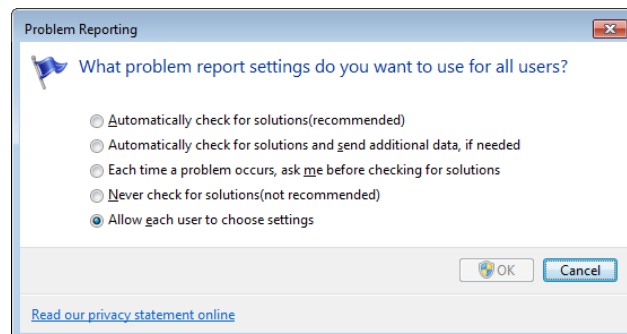 Problem Reporting
What problem report settings do you want to use for all users?
Automatically check for solutions(recommended)
Automatically check for solutions and send additional data, if needed
Each time a problem occurs, ask me before checking for solutions
Never check for solutions(not recommended)
Allow each user to choose settings
OK Cancel
Read our privacy statement online